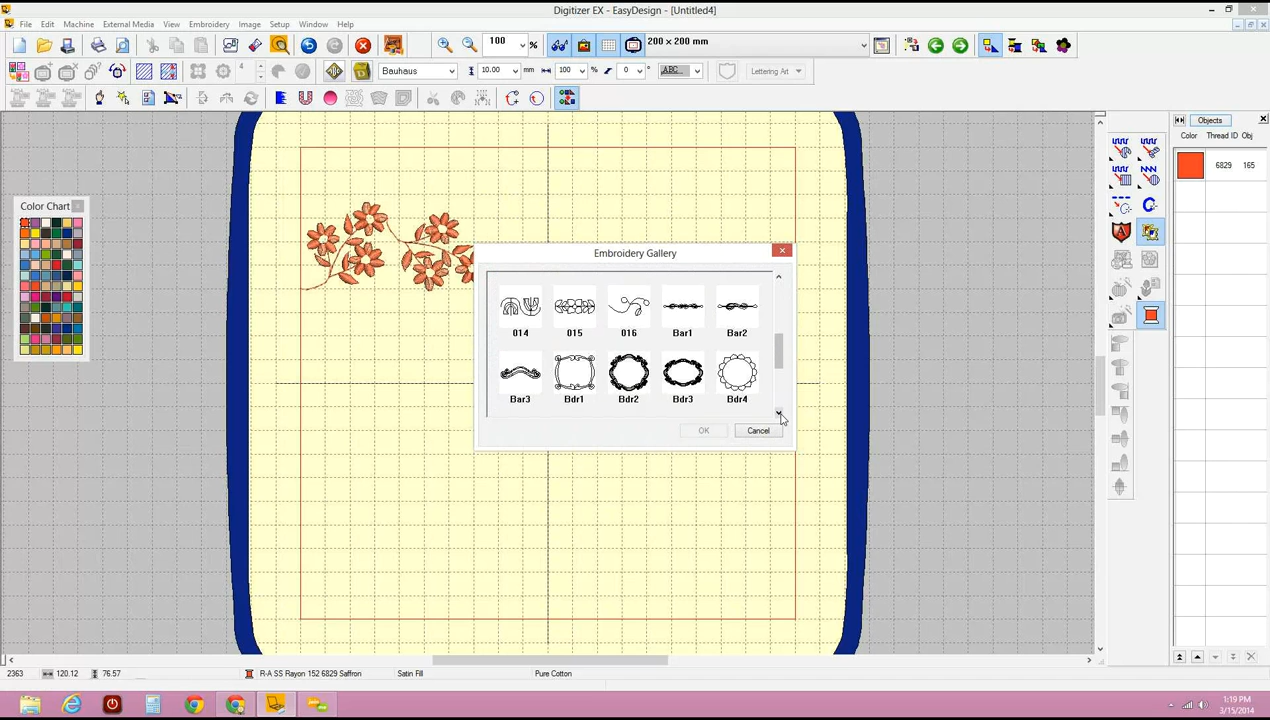 Digitizer EX - EasyDesign - [Untitled4]
File Edit Machine External Media View Embroidery Image Setup Window Help
100 % 200 × 200 mm
4 Bauhaus 10.00 mm 100 % 0 ° ABC Lettering Art
Objects
Color Thread ID Obj
6829 165
Color Chart
Embroidery Gallery
014 015 016 Bar1 Bar2
Bar3 Bdr1 Bdr2 Bdr3 Bdr4
OK Cancel
2363 120.12 76.57 R-A SS Rayon 152 6829 Saffron Satin Fill Pure Cotton
1:19 PM
3/15/2014